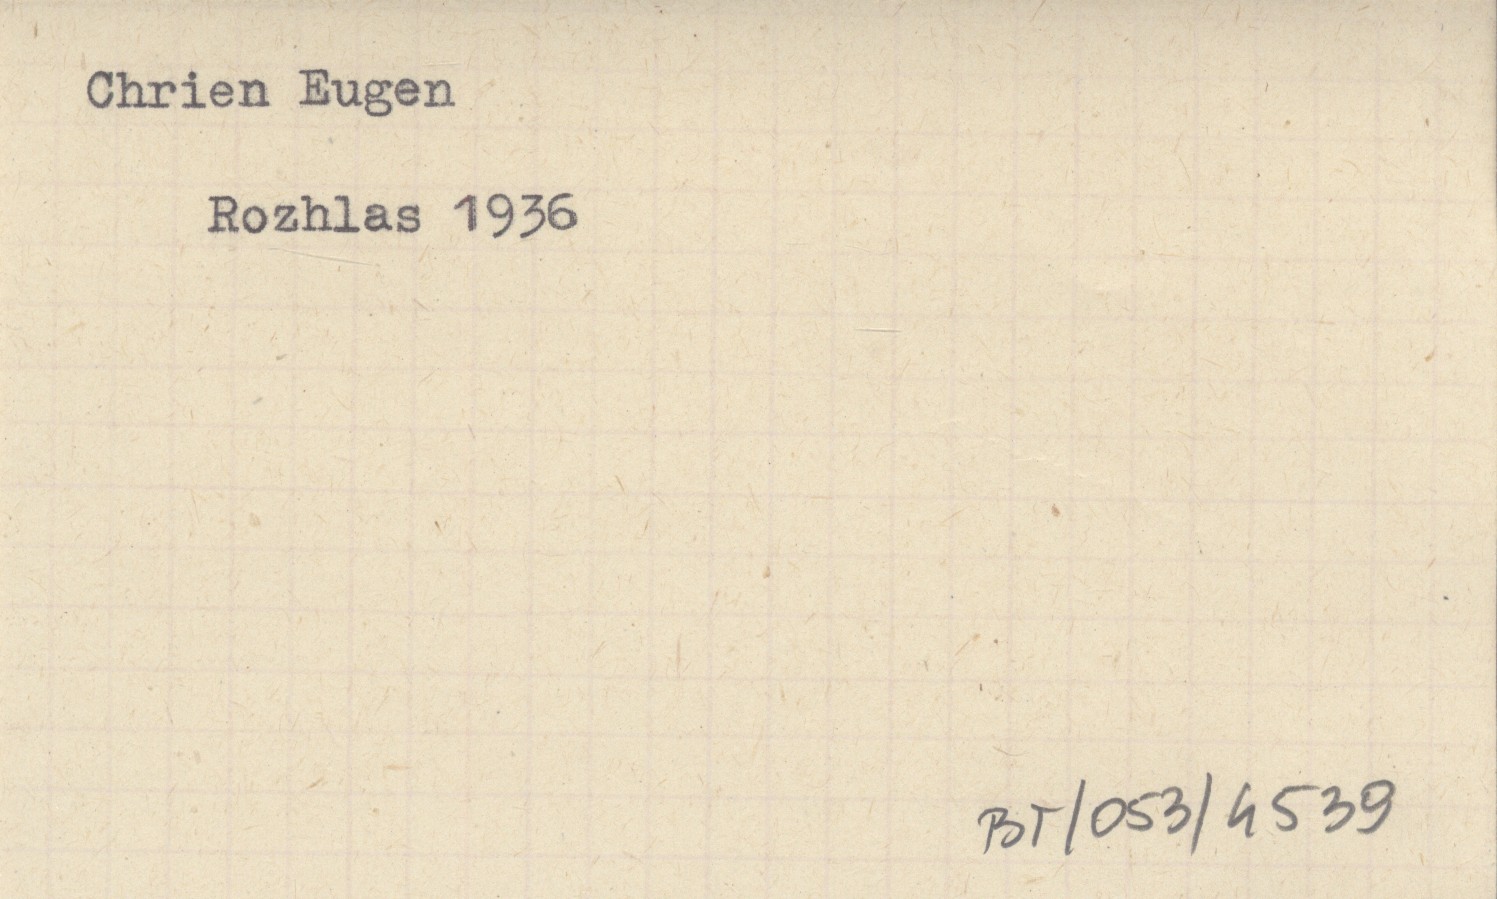 Chrien Eugen
Rozhlas 1936
BT/053/4539